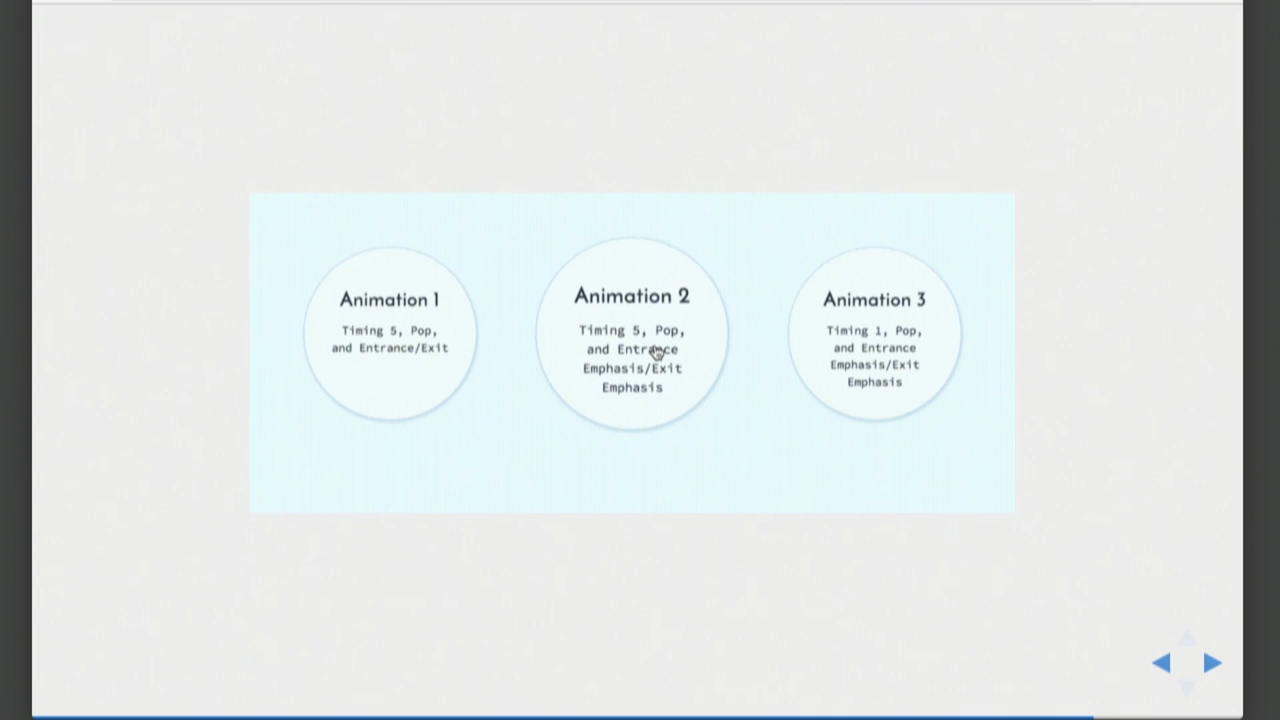 Animation 1
Timing 5, Pop,
and Entrance/Exit
Animation 2
Timing 5, Pop,
and Entrance
Emphasis/Exit
Emphasis
Animation 3
Timing 1, Pop,
and Entrance
Emphasis/Exit
Emphasis